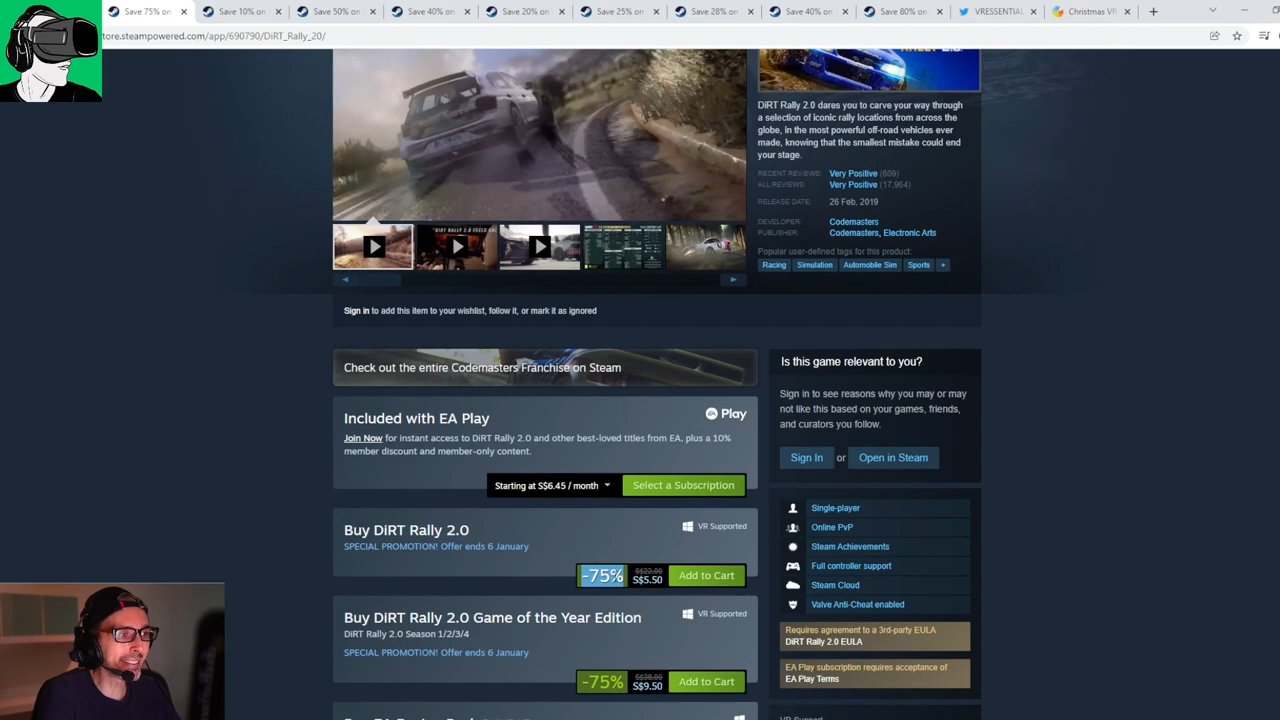 Save 75% on
Save 10% on
Save 50% on
Save 40% on
Save 20% on
Save 25% on
Save 28% on
Save 40% on
Save 80% on
VRESSENTIAL
Christmas VR
tore.steampowered.com/app/690790/DiRT_Rally_20/
DiRT Rally 2.0 dares you to carve your way through
a selection of iconic rally locations from across the
globe, in the most powerful off-road vehicles ever
made, knowing that the smallest mistake could end
your stage.
RECENT REVIEWS: Very Positive (609)
ALL REVIEWS: Very Positive (17,964)
RELEASE DATE: 26 Feb, 2019
DEVELOPER: Codemasters
PUBLISHER: Codemasters, Electronic Arts
Popular user-defined tags for this product:
Racing Simulation Automobile Sim Sports +
Sign in to add this item to your wishlist, follow it, or mark it as ignored
Check out the entire Codemasters Franchise on Steam
Included with EA Play
EA Play
Join Now for instant access to DiRT Rally 2.0 and other best-loved titles from EA, plus a 10%
member discount and member-only content.
Starting at S$6.45 / month Select a Subscription
Buy DiRT Rally 2.0
VR Supported
SPECIAL PROMOTION! Offer ends 6 January
-75% S$22.00 S$5.50 Add to Cart
Buy DiRT Rally 2.0 Game of the Year Edition
VR Supported
DiRT Rally 2.0 Season 1/2/3/4
SPECIAL PROMOTION! Offer ends 6 January
-75% S$38.00 S$9.50 Add to Cart
Is this game relevant to you?
Sign in to see reasons why you may or may
not like this based on your games, friends,
and curators you follow.
Sign In or Open in Steam
Single-player
Online PvP
Steam Achievements
Full controller support
Steam Cloud
Valve Anti-Cheat enabled
Requires agreement to a 3rd-party EULA
DiRT Rally 2.0 EULA
EA Play subscription requires acceptance of
EA Play Terms
VR Support